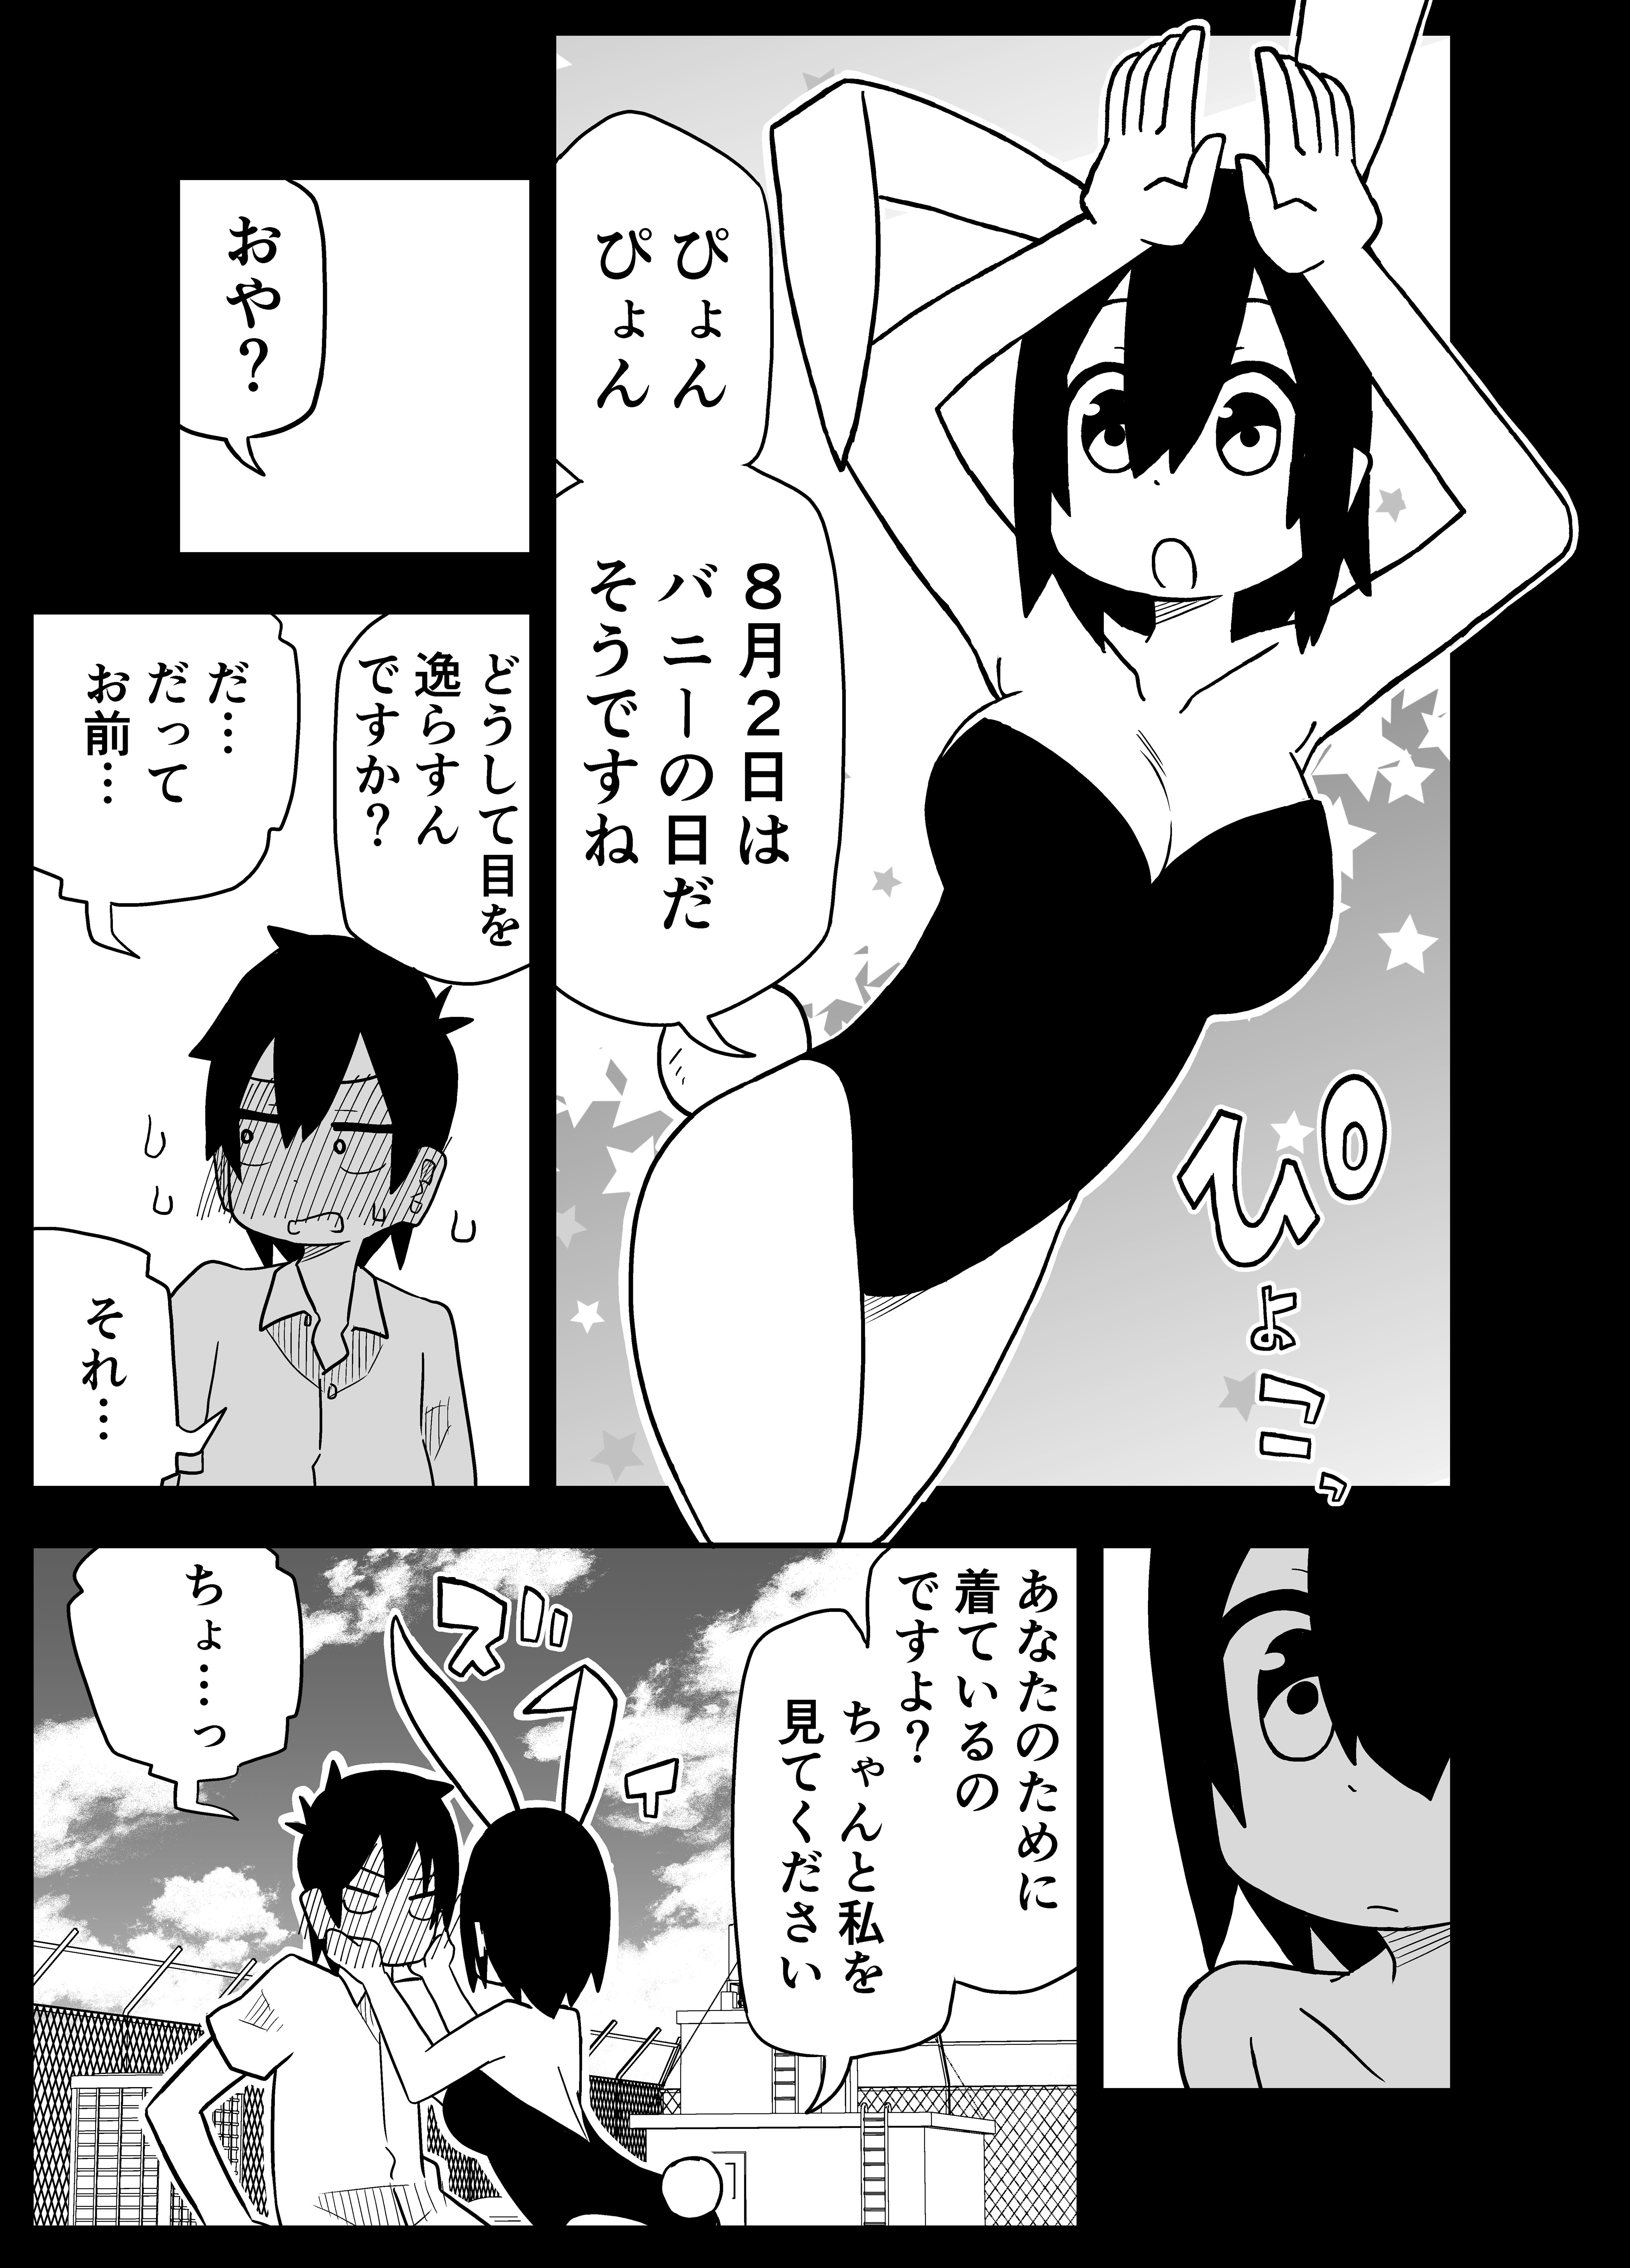 ぴょん
ぴょん
8月2日は
バニーの日だ
そうですね
ぴょこっ
おや?
どうして目を
逸らすん
ですか?
だ…
だって
お前…
それ…
あなたのために
着ているの
ですよ?
ちゃんと私を
見てください
ズイ
ちょ…っ